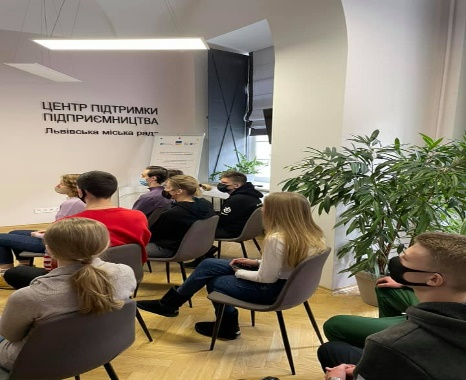 ЦЕНТР ПІДТРИМКИ
ПІДПРИЄМНИЦТВА
Львівська міська рада